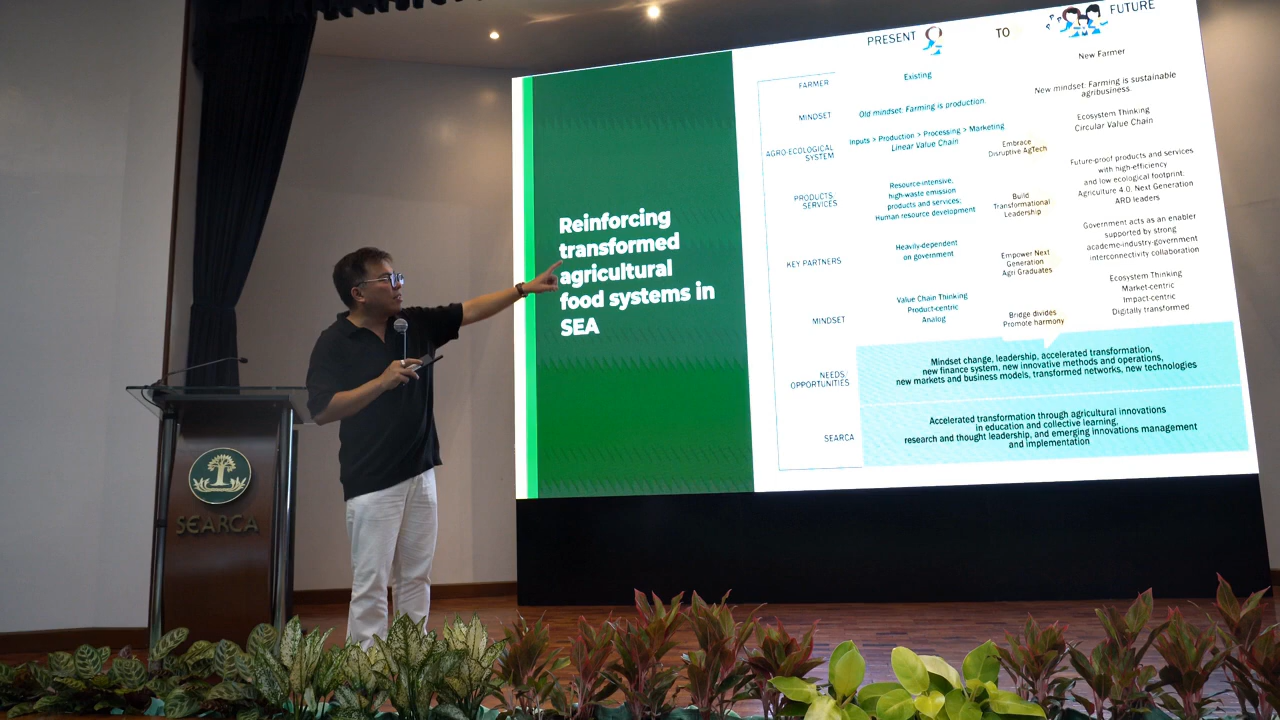 PRESENT TO FUTURE
FARMER
Existing
New Farmer
MINDSET
Old mindset: Farming is production.
New mindset: Farming is sustainable
agribusiness.
AGRO-ECOLOGICAL
SYSTEM
Inputs > Production > Processing > Marketing
Linear Value Chain
Embrace
Disruptive AgTech
Ecosystem Thinking
Circular Value Chain
PRODUCTS/
SERVICES
Resource-intensive,
high-waste emission
products and services;
Human resource development
Build
Transformational
Leadership
Future-proof products and services
with high-efficiency
and low ecological footprint.
Agriculture 4.0. Next Generation
ARD leaders
KEY PARTNERS
Heavily-dependent
on government
Empower Next
Generation
Agri Graduates
Government acts as an enabler
supported by strong
academe-industry-government
interconnectivity collaboration
MINDSET
Value Chain Thinking
Product-centric
Analog
Bridge divides
Promote harmony
Ecosystem Thinking
Market-centric
Impact-centric
Digitally transformed
NEEDS/
OPPORTUNITIES
Mindset change, leadership, accelerated transformation,
new finance system, new innovative methods and operations,
new markets and business models, transformed networks, new technologies
SEARCA
Accelerated transformation through agricultural innovations
in education and collective learning,
research and thought leadership, and emerging innovations management
and implementation
Reinforcing
transformed
agricultural
food systems in
SEA
SEARCA